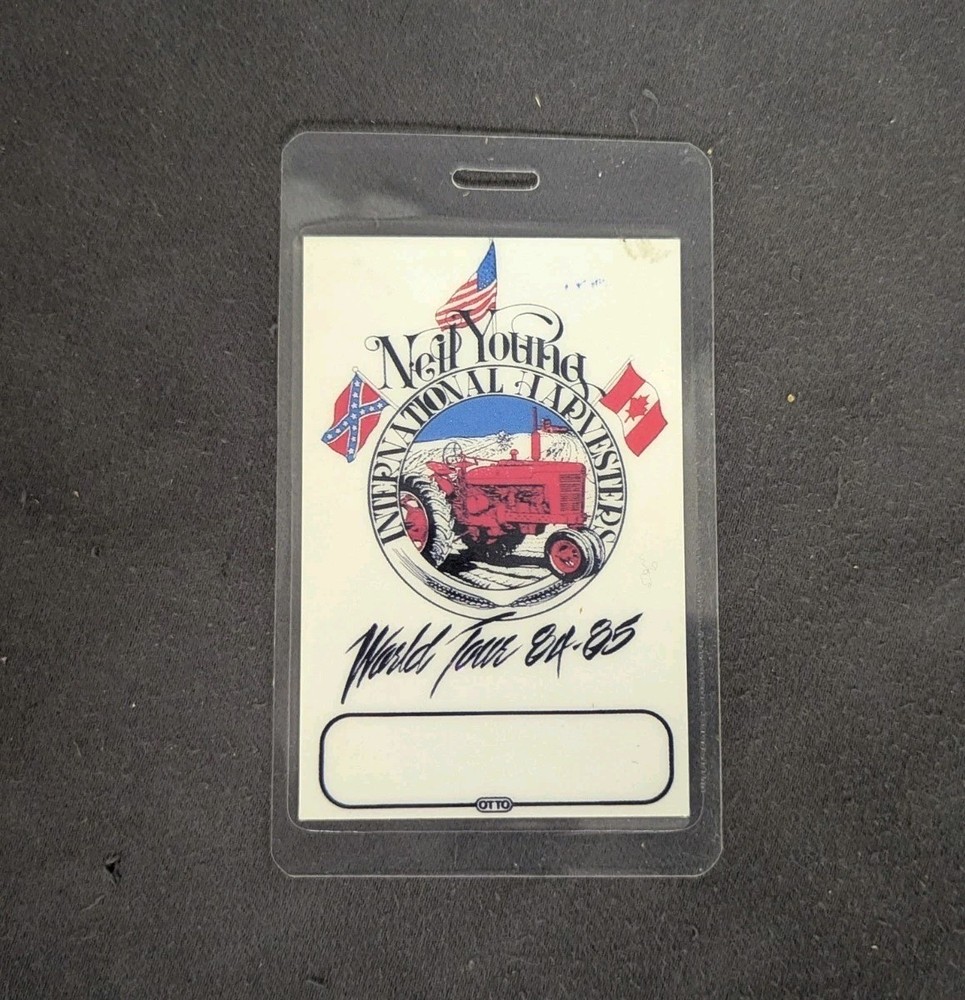 Neil Young
INTERNATIONAL HARVESTERS
World Tour 84-85
OTTO